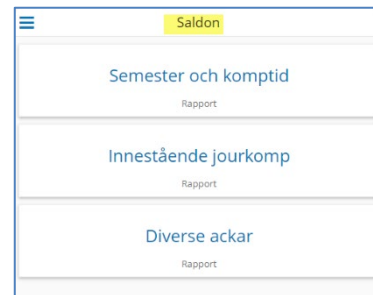 Saldon
Semester och komptid
Rapport
Innestående jourkomp
Rapport
Diverse ackar
Rapport